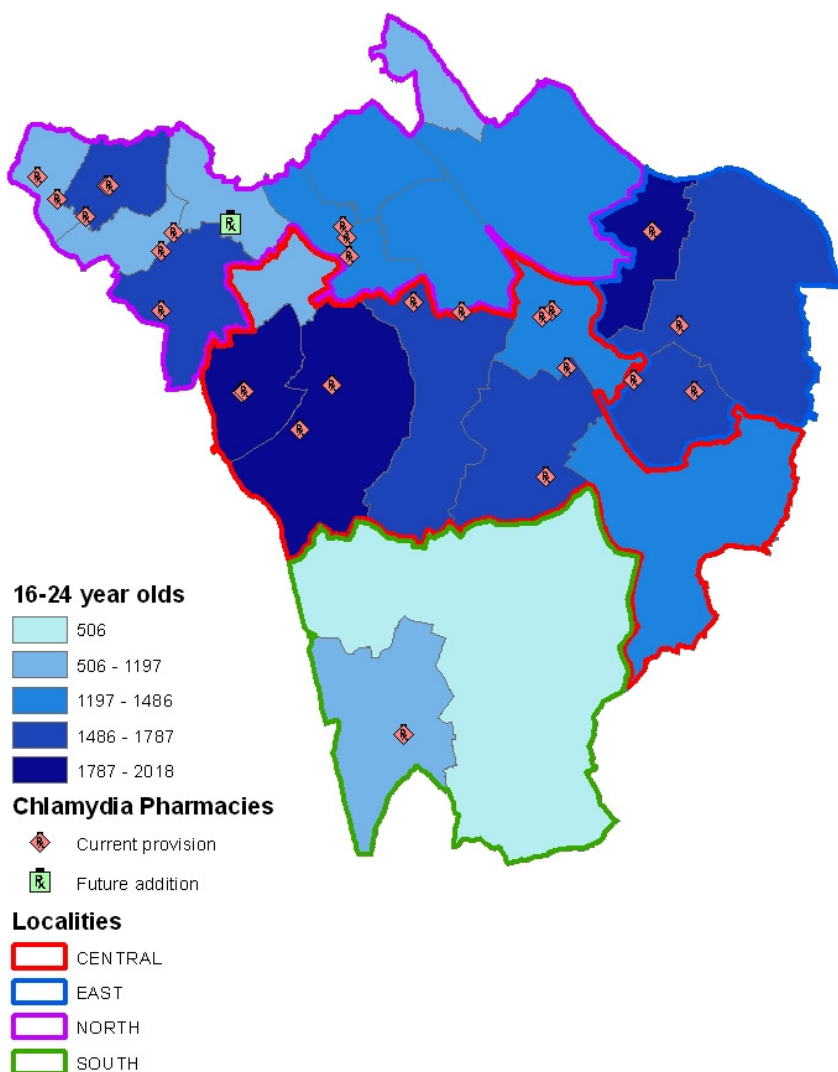 16-24 year olds
506
506 - 1197
1197 - 1486
1486 - 1787
1787 - 2018
Chlamydia Pharmacies
Current provision
Future addition
Localities
CENTRAL
EAST
NORTH
SOUTH